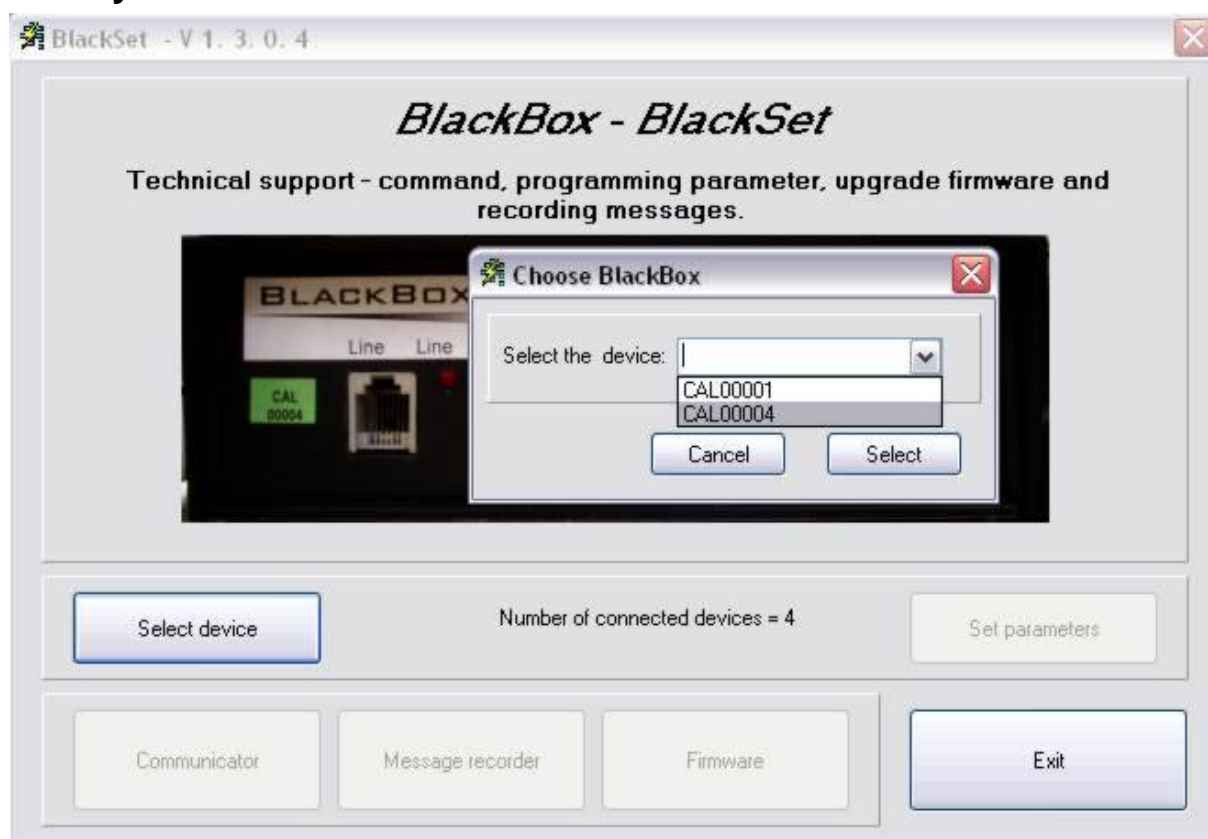 BlackSet - V 1. 3. 0. 4
BlackBox - BlackSet
Technical support - command, programming parameter, upgrade firmware and
recording messages.
BLACKBOX
Line Line
CAL
00004
Choose BlackBox
Select the device:
CAL00001
CAL00004
Cancel Select
Select device
Number of connected devices = 4
Set parameters
Communicator
Message recorder
Firmware
Exit